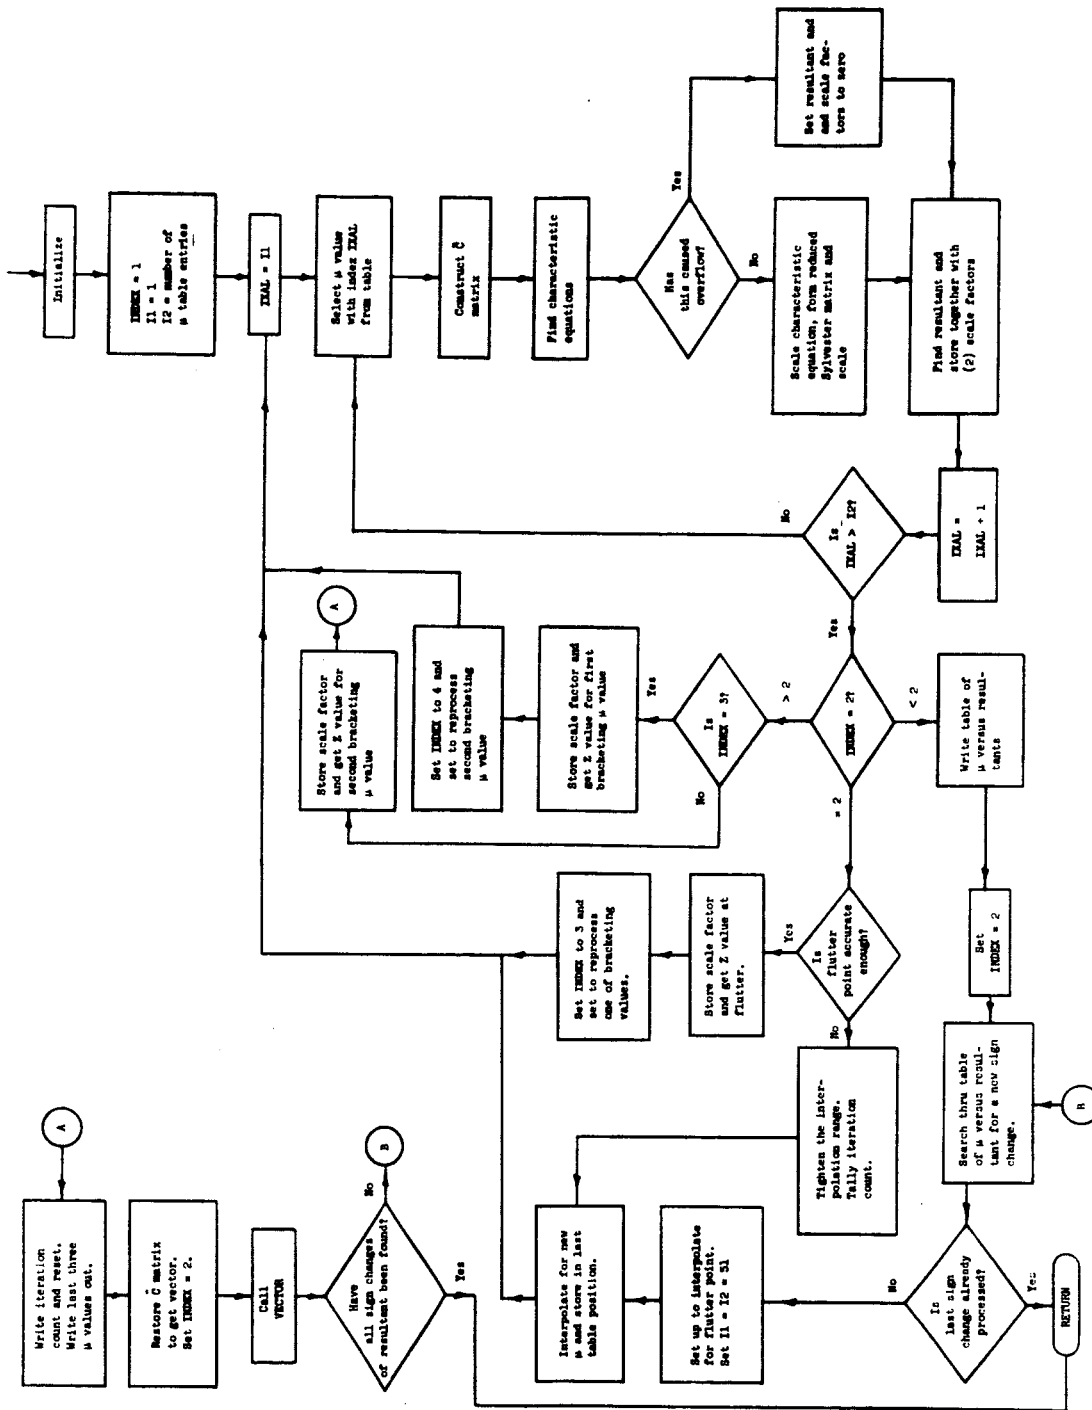 Initialize
INDEX = 1
I1 = 1
I2 = number of
μ table entries
IXAL = I1
Select μ value
with index IXAL
from table
Construct C̄
matrix
Find characteristic
equations
Has
this caused
overflow?
Yes
No
Set resultant and
and scale fac-
tors to zero
Scale characteristic
equation, form reduced
Sylvester matrix and
scale
Find resultant and
store together with
(2) scale factors
IXAL =
IXAL + 1
Is
IXAL > I2?
No
Yes
INDEX = 2?
> 2
= 2
< 2
Is
INDEX = 3?
Yes
No
Store scale factor and
get Z value for first
bracketing μ value
Set INDEX to 4 and
set to reprocess
second bracketing
μ value
Store scale factor
and get Z value for
second bracketing
μ value
A
Write table of
μ versus resul-
tants
Set
INDEX = 2
Search thru table
of μ versus resul-
tant for a new sign
change.
B
Is
last sign
change already
processed?
No
Yes
RETURN
Set up to interpolate
for flutter point.
Set I1 = I2 = 51
Interpolate for new
μ and store in last
table position.
Is
flutter
point accurate
enough?
Yes
No
Tighten the inter-
polation range.
Tally iteration
count.
Store scale factor
and get Z value at
flutter.
Set INDEX to 3 and
set to reprocess
one of bracketing
values.
A
Write iteration
count and reset.
Write last three
μ values out.
Restore C̄ matrix
to get vector.
Set INDEX = 2.
Call
VECTOR
Have
all sign changes
of resultant been found?
No
B
Yes